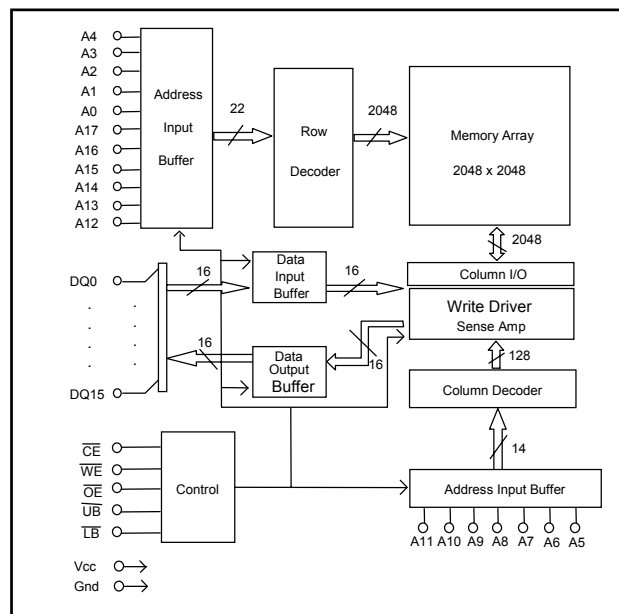 A4
A3
A2
A1
A0
A17
A16
A15
A14
A13
A12
Address
Input
Buffer
22
Row
Decoder
2048
Memory Array
2048 x 2048
2048
Column I/O
Write Driver
Sense Amp
128
Column Decoder
14
Address Input Buffer
A11 A10 A9 A8 A7 A6 A5
DQ0
.
.
.
.
DQ15
.
.
.
.
16
Data
Input
Buffer
16
16
Data
Output
Buffer
16
CE
WE
OE
UB
LB
Control
Vcc
Gnd